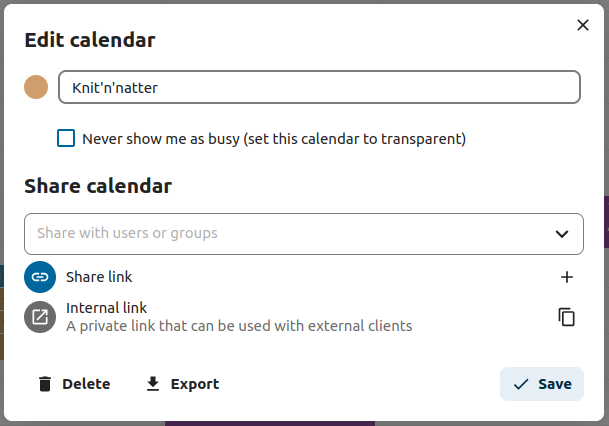 Edit calendar
Knit'n'natter
Never show me as busy (set this calendar to transparent)
Share calendar
Share with users or groups
Share link
Internal link
A private link that can be used with external clients
Delete
Export
Save